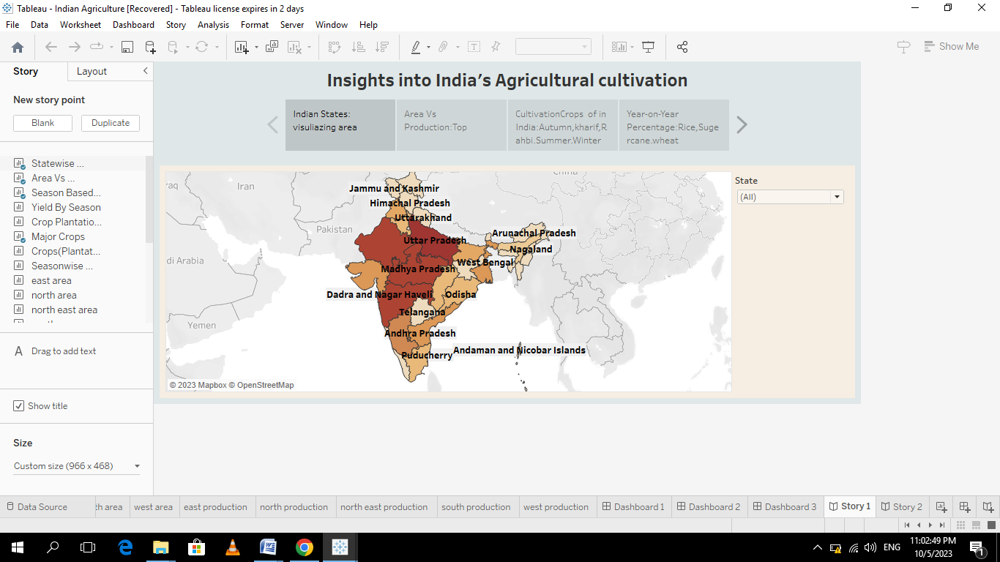 Tableau - Indian Agriculture [Recovered] - Tableau license expires in 2 days
File Data Worksheet Dashboard Story Analysis Format Server Window Help
Show Me
Story Layout
New story point
Blank Duplicate
Statewise ...
Area Vs ...
Season Based...
Yield By Season
Crop Plantatio...
Major Crops
Crops(Plantat...
Seasonwise ...
east area
north area
north east area
A Drag to add text
Show title
Size
Custom size (966 x 468)
Insights into India's Agricultural cultivation
Indian States:
visuliazing area
Area Vs
Production:Top
CultivationCrops of in
India:Autumn,kharif,R
ahbi.Summer.Winter
Year-on-Year
Percentage:Rice,Suge
rcane.wheat
China
Iran
raq
Pakistan
di Arabia
Yemen
Jammu and Kashmir
Himachal Pradesh
Uttarakhand
Arunachal Pradesh
Uttar Pradesh
Nagaland
West Bengal
Madhya Pradesh
Dadra and Nagar Haveli
Odisha
Telangana
Andhra Pradesh
Andaman and Nicobar Islands
Puducherry
© 2023 Mapbox © OpenStreetMap
State
(All)
Data Source th area west area east production north production north east production south production west production Dashboard 1 Dashboard 2 Dashboard 3 Story 1 Story 2
ENG
11:02:49 PM
10/5/2023
1